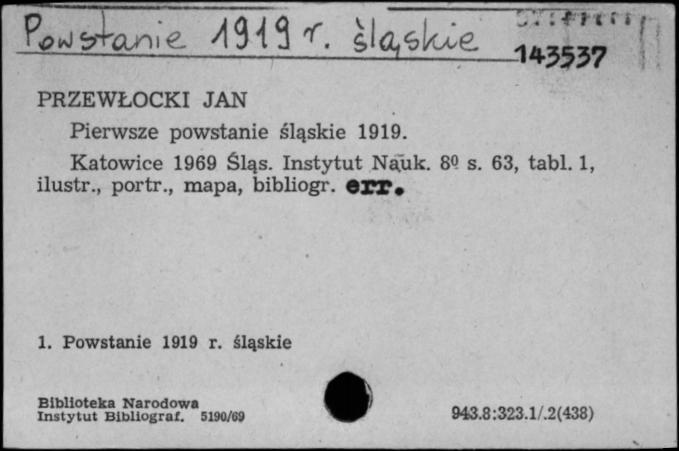 Powstanie 1919 r. śląskie
143537
PRZEWŁOCKI JAN
Pierwsze powstanie śląskie 1919.
Katowice 1969 Śląs. Instytut Nauk. 8º s. 63, tabl. 1,
ilustr., portr., mapa, bibliogr. err.
1. Powstanie 1919 r. śląskie
Biblioteka Narodowa
Instytut Bibliograf. 5190/69
943.8:323.1/.2(438)